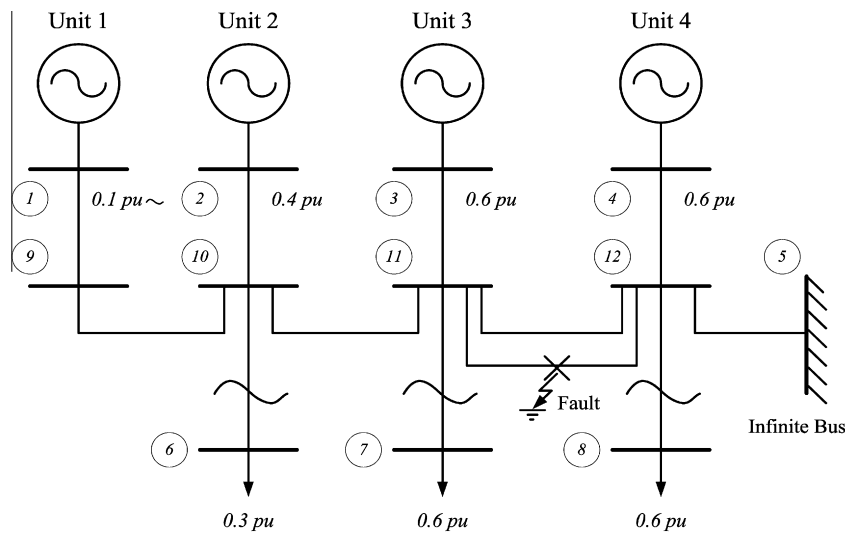 Unit 1 Unit 2 Unit 3 Unit 4
1 0.1 pu~ 2 0.4 pu 3 0.6 pu 4 0.6 pu
9 10 11 12 5
Fault
Infinite Bus
6 7 8
0.3 pu 0.6 pu 0.6 pu